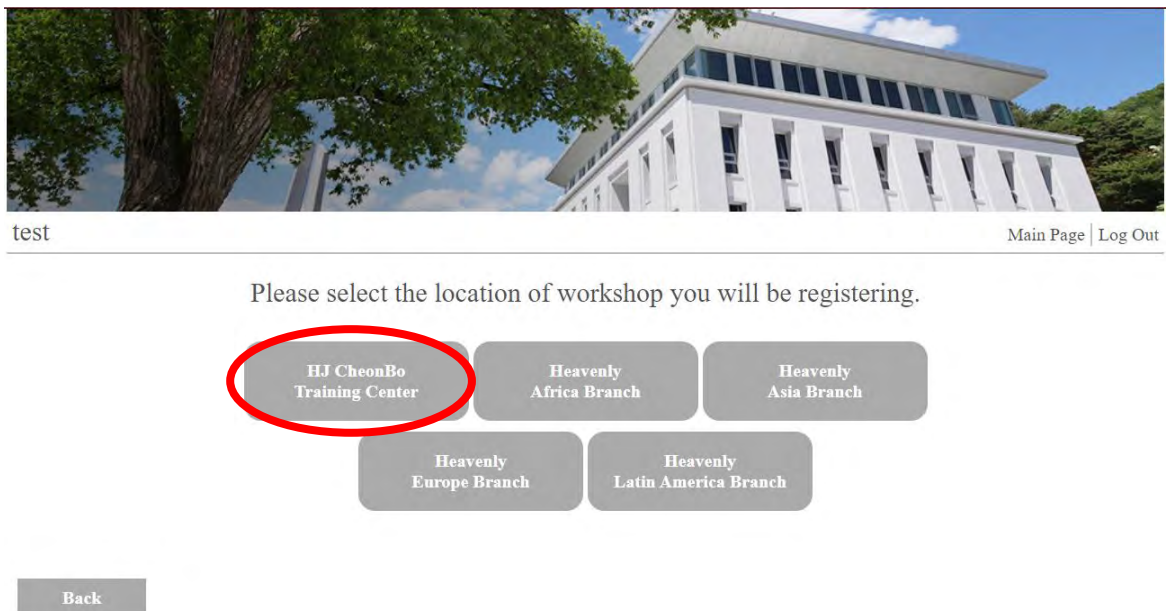 test
Main Page | Log Out
Please select the location of workshop you will be registering.
HJ CheonBo
Training Center
Heavenly
Africa Branch
Heavenly
Asia Branch
Heavenly
Europe Branch
Heavenly
Latin America Branch
Back